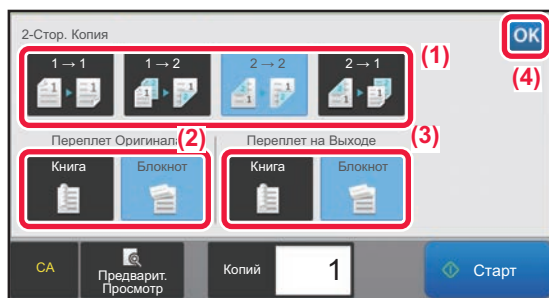 2-Стор. Копия
OK
1 → 1
1 → 2
2 → 2
2 → 1
(1)
(4)
Переплет Оригинала
(2)
Переплет на Выходе
(3)
Книга
Блокнот
Книга
Блокнот
CA
Предварит.
Просмотр
Копий
1
Старт